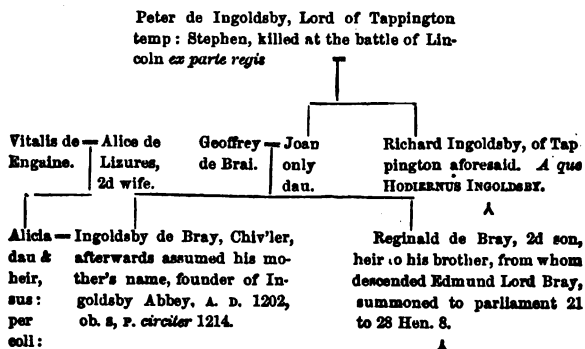 Peter de Ingoldsby, Lord of Tappington
temp: Stephen, killed at the battle of Lin-
coln ex parte regis
Vitalis de
Engaine.
Alice de
Lizures,
2d wife.
Geoffrey
de Brai.
Joan
only
dau.
Richard Ingoldsby, of Tap
pington aforesaid. A quo
HODIERNUS INGOLDSBY.
Alicia
dau &
heir,
sus:
per
coll:
Ingoldsby de Bray, Chiv'ler,
afterwards assumed his mo-
ther's name, founder of In-
goldsby Abbey, A. D. 1202,
ob. s, P. circiter 1214.
Reginald de Bray, 2d son,
heir to his brother, from whom
descended Edmund Lord Bray,
summoned to parliament 21
to 28 Hen. 8.